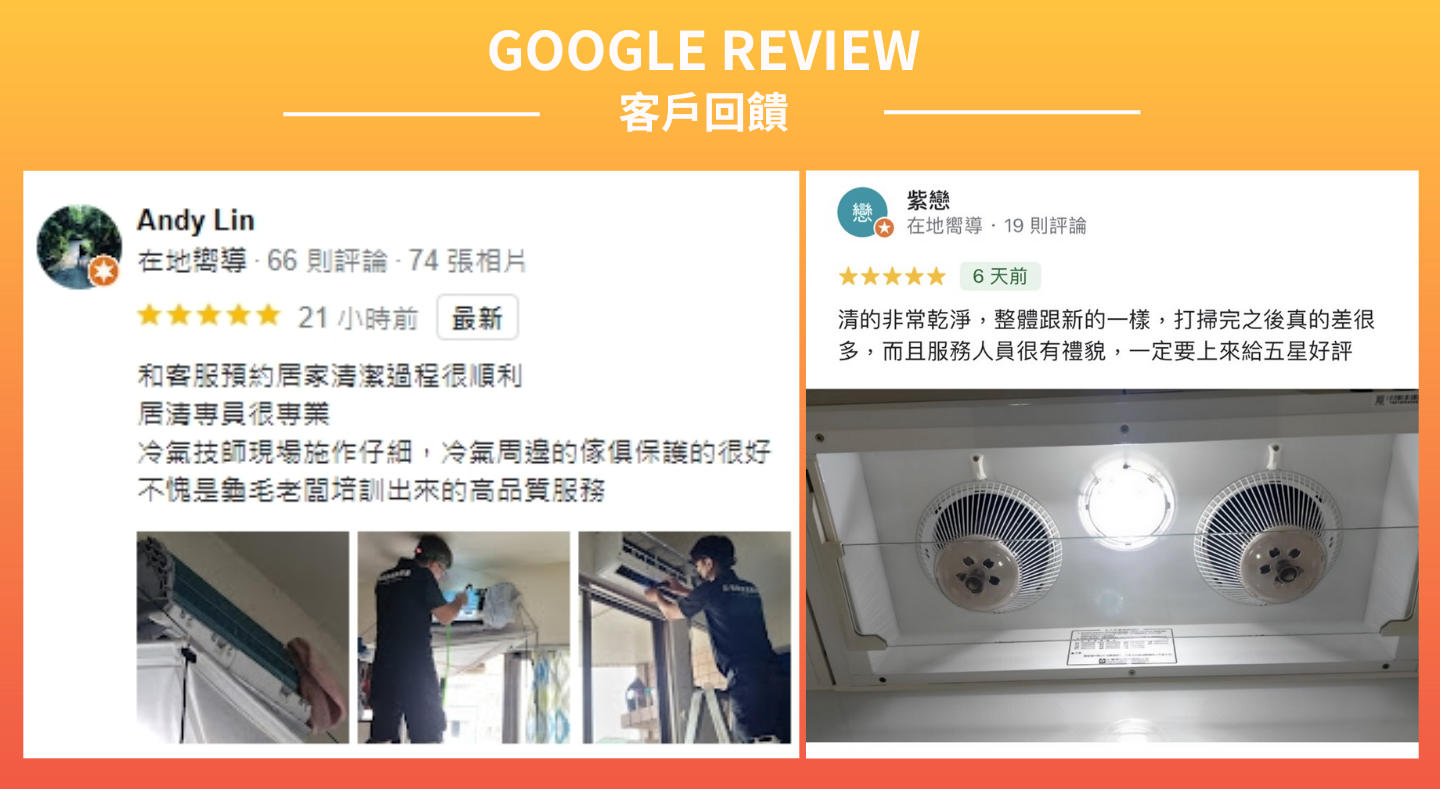 GOOGLE REVIEW
客戶回饋
Andy Lin
在地嚮導 · 66 則評論 · 74 張相片
21 小時前 最新
和客服預約居家清潔過程很順利
居清專員很專業
冷氣技師現場施作仔細，冷氣周邊的傢俱保護的很好
不愧是龜毛老闆培訓出來的高品質服務
戀
紫戀
在地嚮導 · 19 則評論
6 天前
清的非常乾淨，整體跟新的一樣，打掃完之後真的差很
多，而且服務人員很有禮貌，一定要上來給五星好評